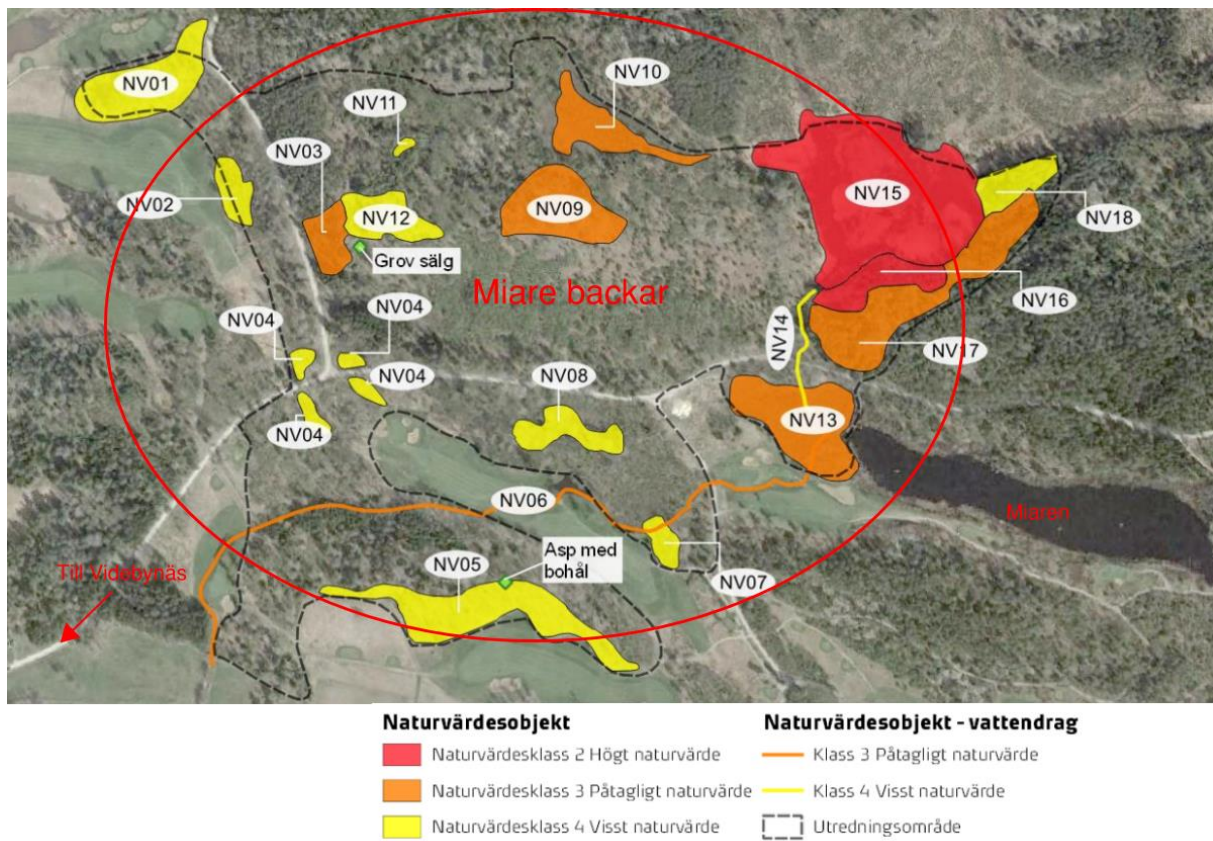 NV01
NV10
NV11
NV03
NV15
NV02
NV12
NV09
NV18
Grov sälg
Miare backar
NV16
NV04
NV04
NV14
NV17
NV04
NV08
NV04
NV13
NV06
Miaren
Asp med
bohål
NV05
NV07
Till Videbynäs
Naturvärdesobjekt
Naturvärdesklass 2 Högt naturvärde
Naturvärdesklass 3 Påtagligt naturvärde
Naturvärdesklass 4 Visst naturvärde
Naturvärdesobjekt - vattendrag
Klass 3 Påtagligt naturvärde
Klass 4 Visst naturvärde
Utredningsområde